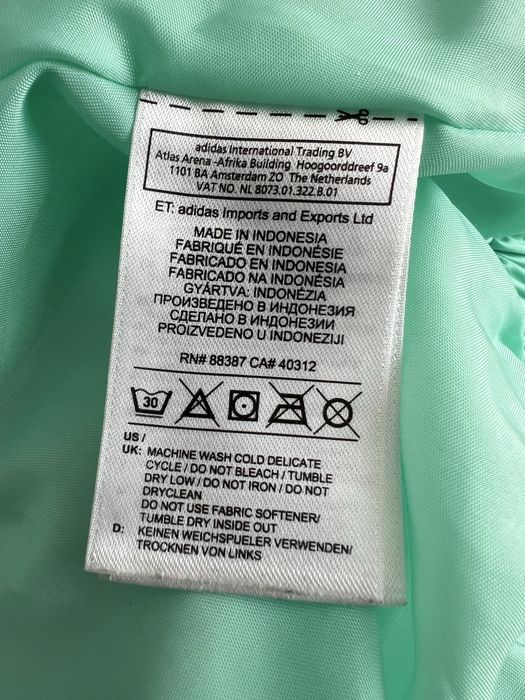 adidas International Trading BV
Atlas Arena -Afrika Building Hoogoorddreef 9a
1101 BA Amsterdam ZO The Netherlands
VAT NO. NL 8073.01.322.B.01
ET: adidas Imports and Exports Ltd
MADE IN INDONESIA
FABRIQUÉ EN INDONÉSIE
FABRICADO EN INDONESIA
FABRICADO NA INDONÉSIA
GYÁRTVA: INDONÉZIA
ПРОИЗВЕДЕНО В ИНДОНЕЗИЯ
СДЕЛАНО В ИНДОНЕЗИИ
PROIZVEDENO U INDONEZIJI
RN# 88387 CA# 40312
30
US /
UK: MACHINE WASH COLD DELICATE
CYCLE / DO NOT BLEACH / TUMBLE
DRY LOW / DO NOT IRON / DO NOT
DRYCLEAN
DO NOT USE FABRIC SOFTENER/
TUMBLE DRY INSIDE OUT
D: KEINEN WEICHSPUELER VERWENDEN/
TROCKNEN VON LINKS